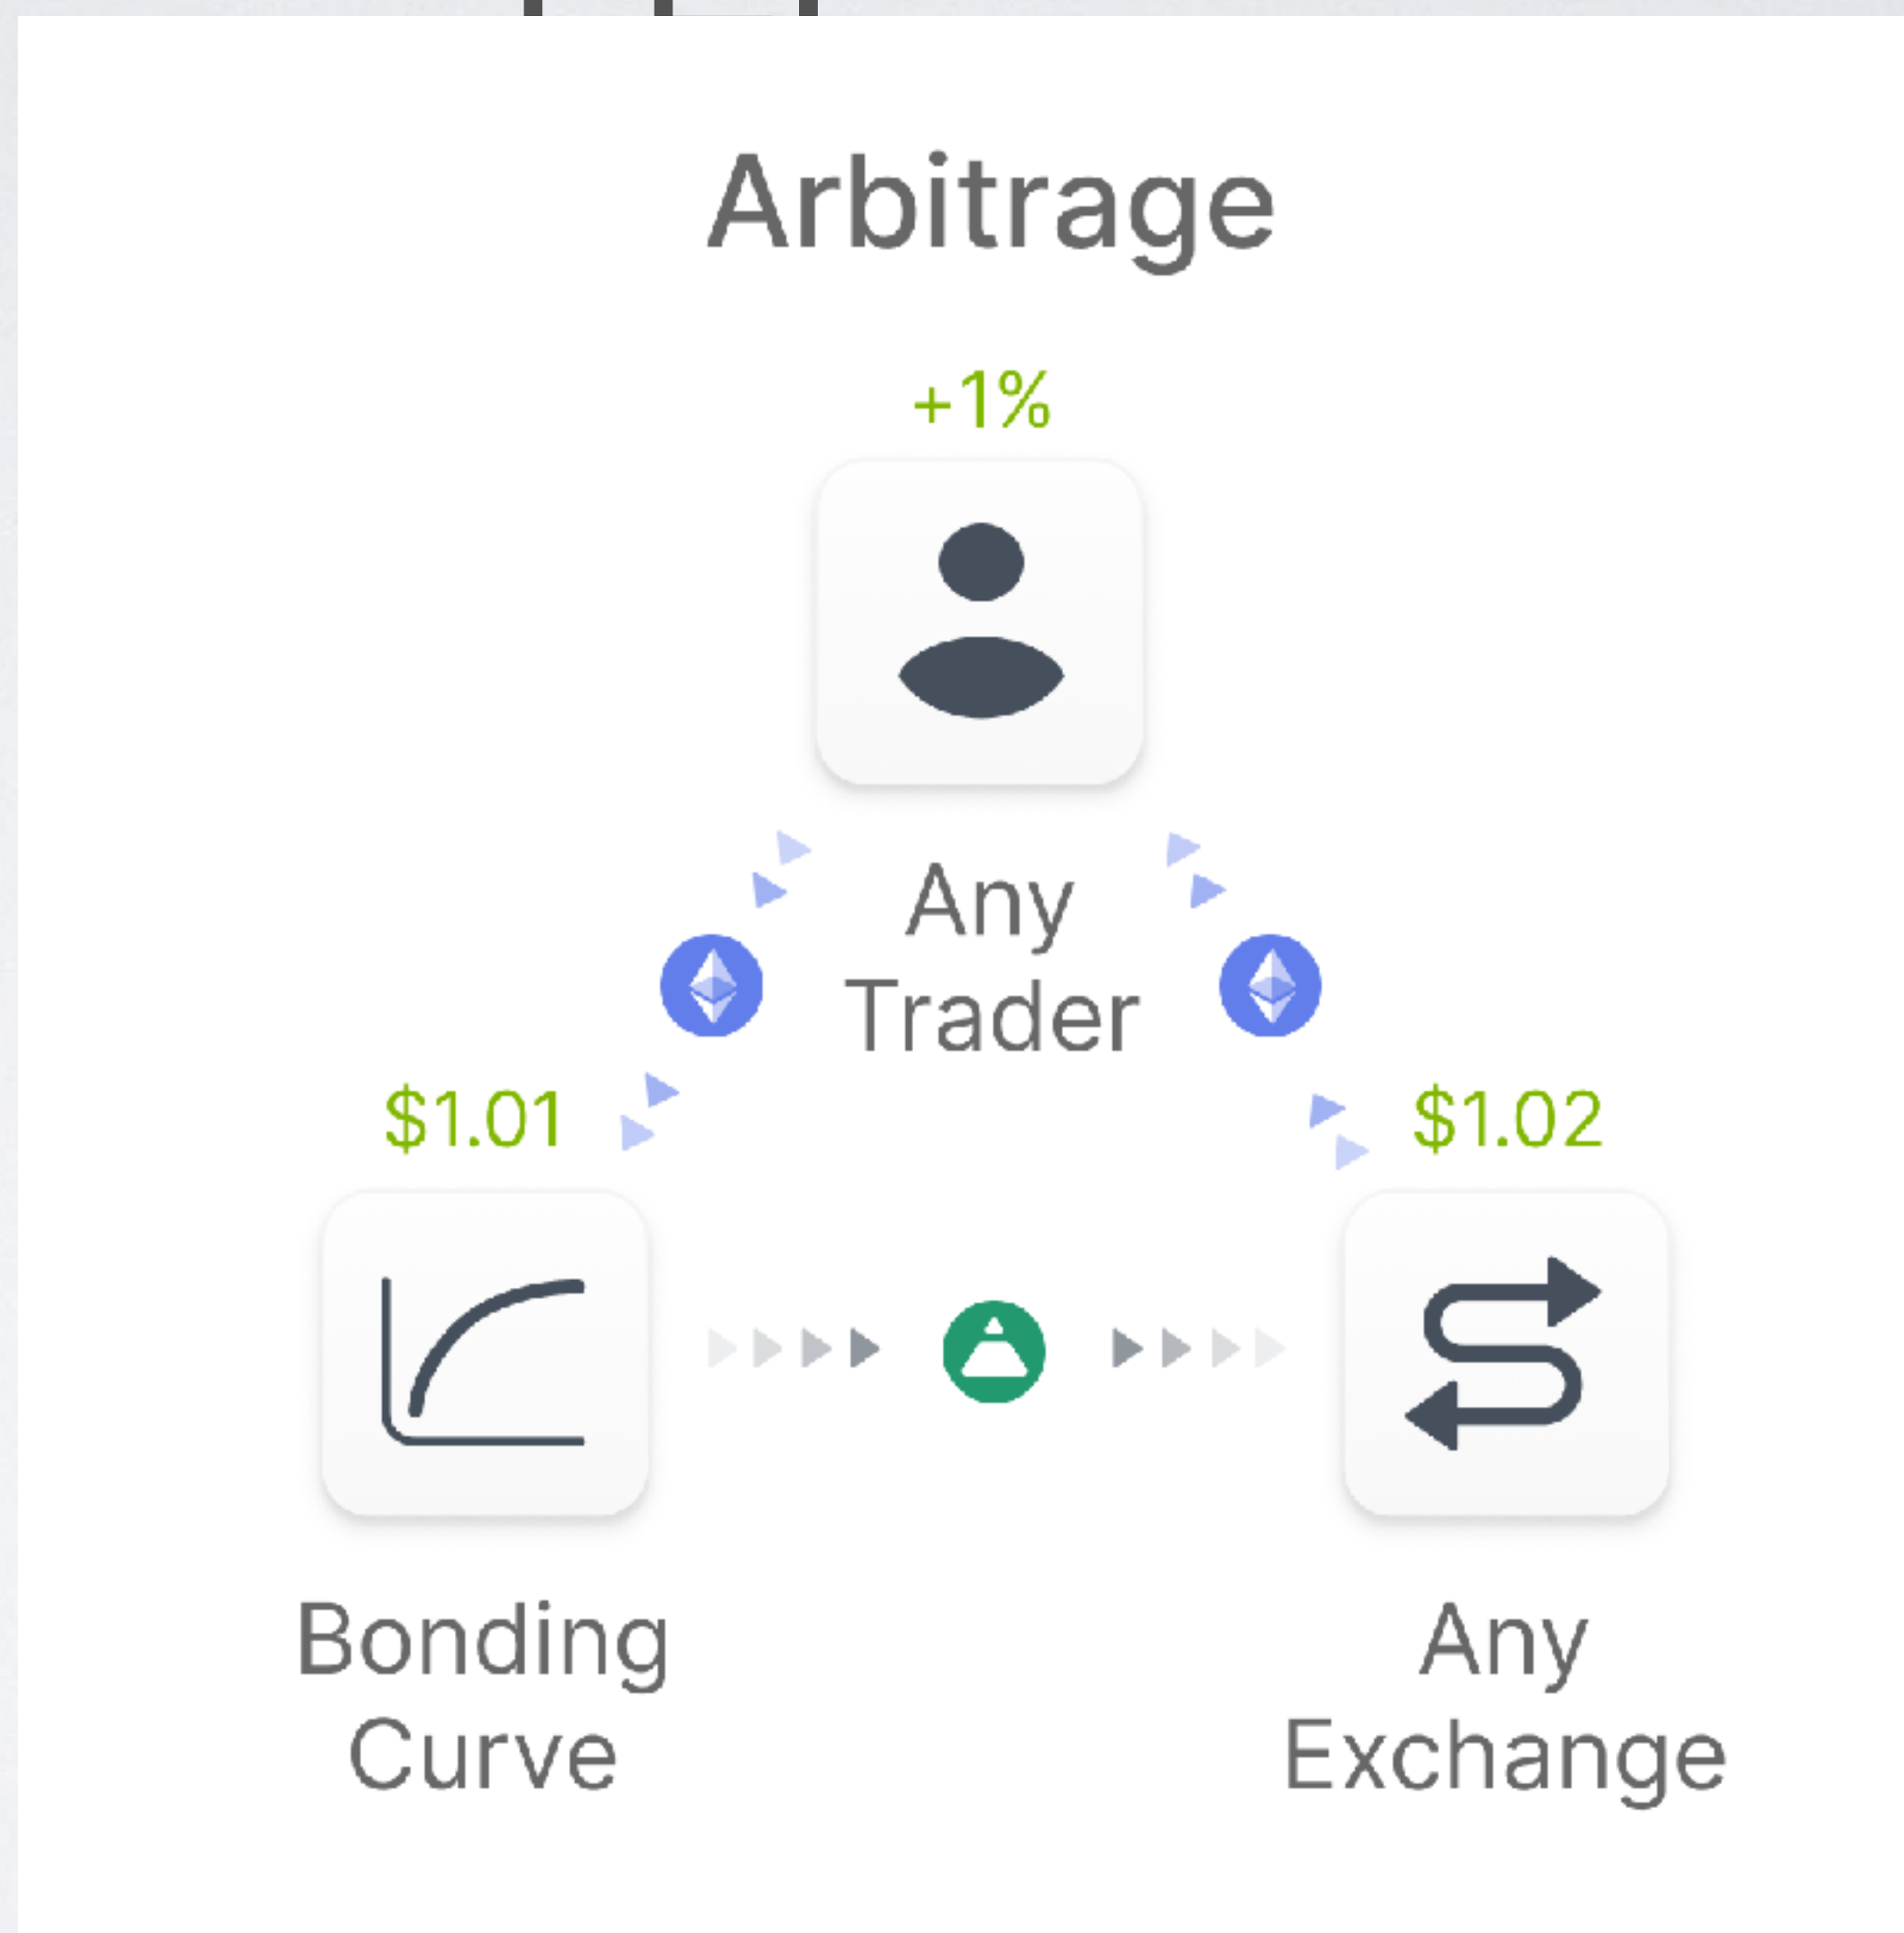 Arbitrage
+1%
Any
Trader
$1.01
$1.02
Bonding
Curve
Any
Exchange